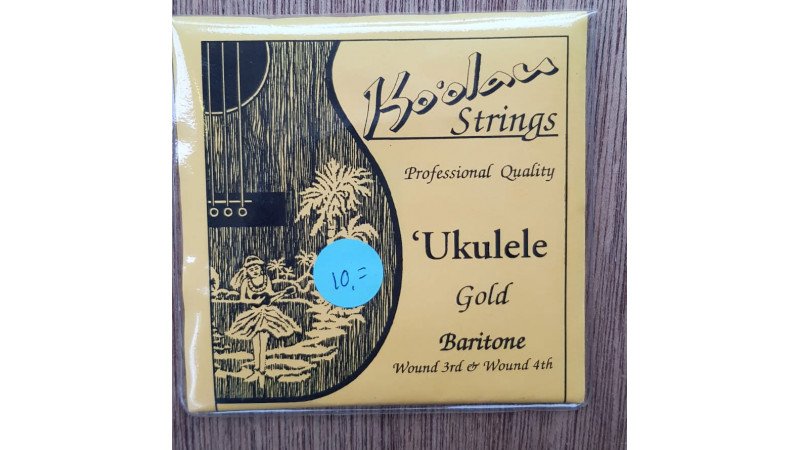 Ko'olau
Strings
Professional Quality
'Ukulele
Gold
Baritone
Wound 3rd & Wound 4th
10,=